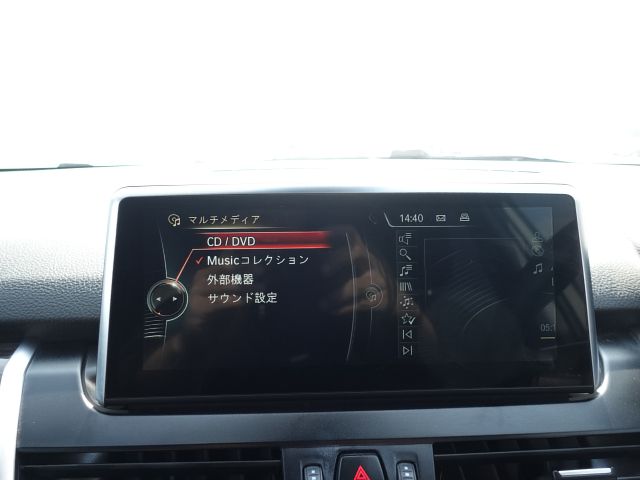 マルチメディア
14:40
CD / DVD
✓ Musicコレクション
外部機器
サウンド設定